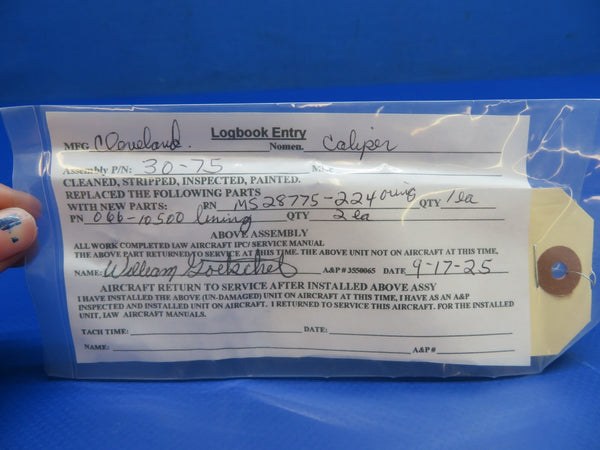 Logbook Entry
MFG Cleveland. Nomen. Caliper
Assembly P/N: 30-75
CLEANED, STRIPPED, INSPECTED, PAINTED.
REPLACED THE FOLLOWING PARTS
WITH NEW PARTS: PN MS28775-224 oring QTY 1 ea
PN 066-10500 lining QTY 2 ea
ABOVE ASSEMBLY
ALL WORK COMPLETED IAW AIRCRAFT IPC/ SERVICE MANUAL
THE ABOVE PART RETURNED TO SERVICE AT THIS TIME. THE ABOVE UNIT NOT ON AIRCRAFT AT THIS TIME,
NAME: William Goetschel A&P # 3550065 DATE 9-17-25
AIRCRAFT RETURN TO SERVICE AFTER INSTALLED ABOVE ASSY
I HAVE INSTALLED THE ABOVE (UN-DAMAGED) UNIT ON AIRCRAFT AT THIS TIME, I HAVE AS AN A&P
INSPECTED AND INSTALLED UNIT ON AIRCRAFT. I RETURNED TO SERVICE THIS AIRCRAFT. FOR THE INSTALLED
UNIT, IAW AIRCRAFT MANUALS.
TACH TIME: DATE:
NAME: A&P #